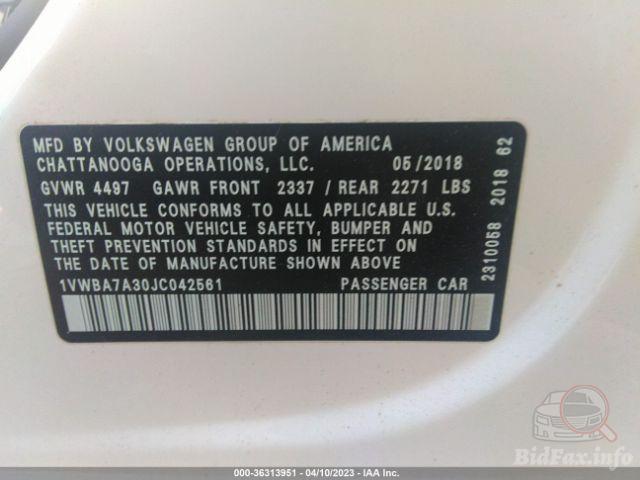 MFD BY VOLKSWAGEN GROUP OF AMERICA
CHATTANOOGA OPERATIONS, LLC. 05/2018
GVWR 4497 GAWR FRONT 2337 / REAR 2271 LBS
THIS VEHICLE CONFORMS TO ALL APPLICABLE U.S.
FEDERAL MOTOR VEHICLE SAFETY, BUMPER AND
THEFT PREVENTION STANDARDS IN EFFECT ON
THE DATE OF MANUFACTURE SHOWN ABOVE
1VWBA7A30JC042561 PASSENGER CAR
2310058 2018 62
BidFax.info
000-36313951 - 04/10/2023 - IAA Inc.